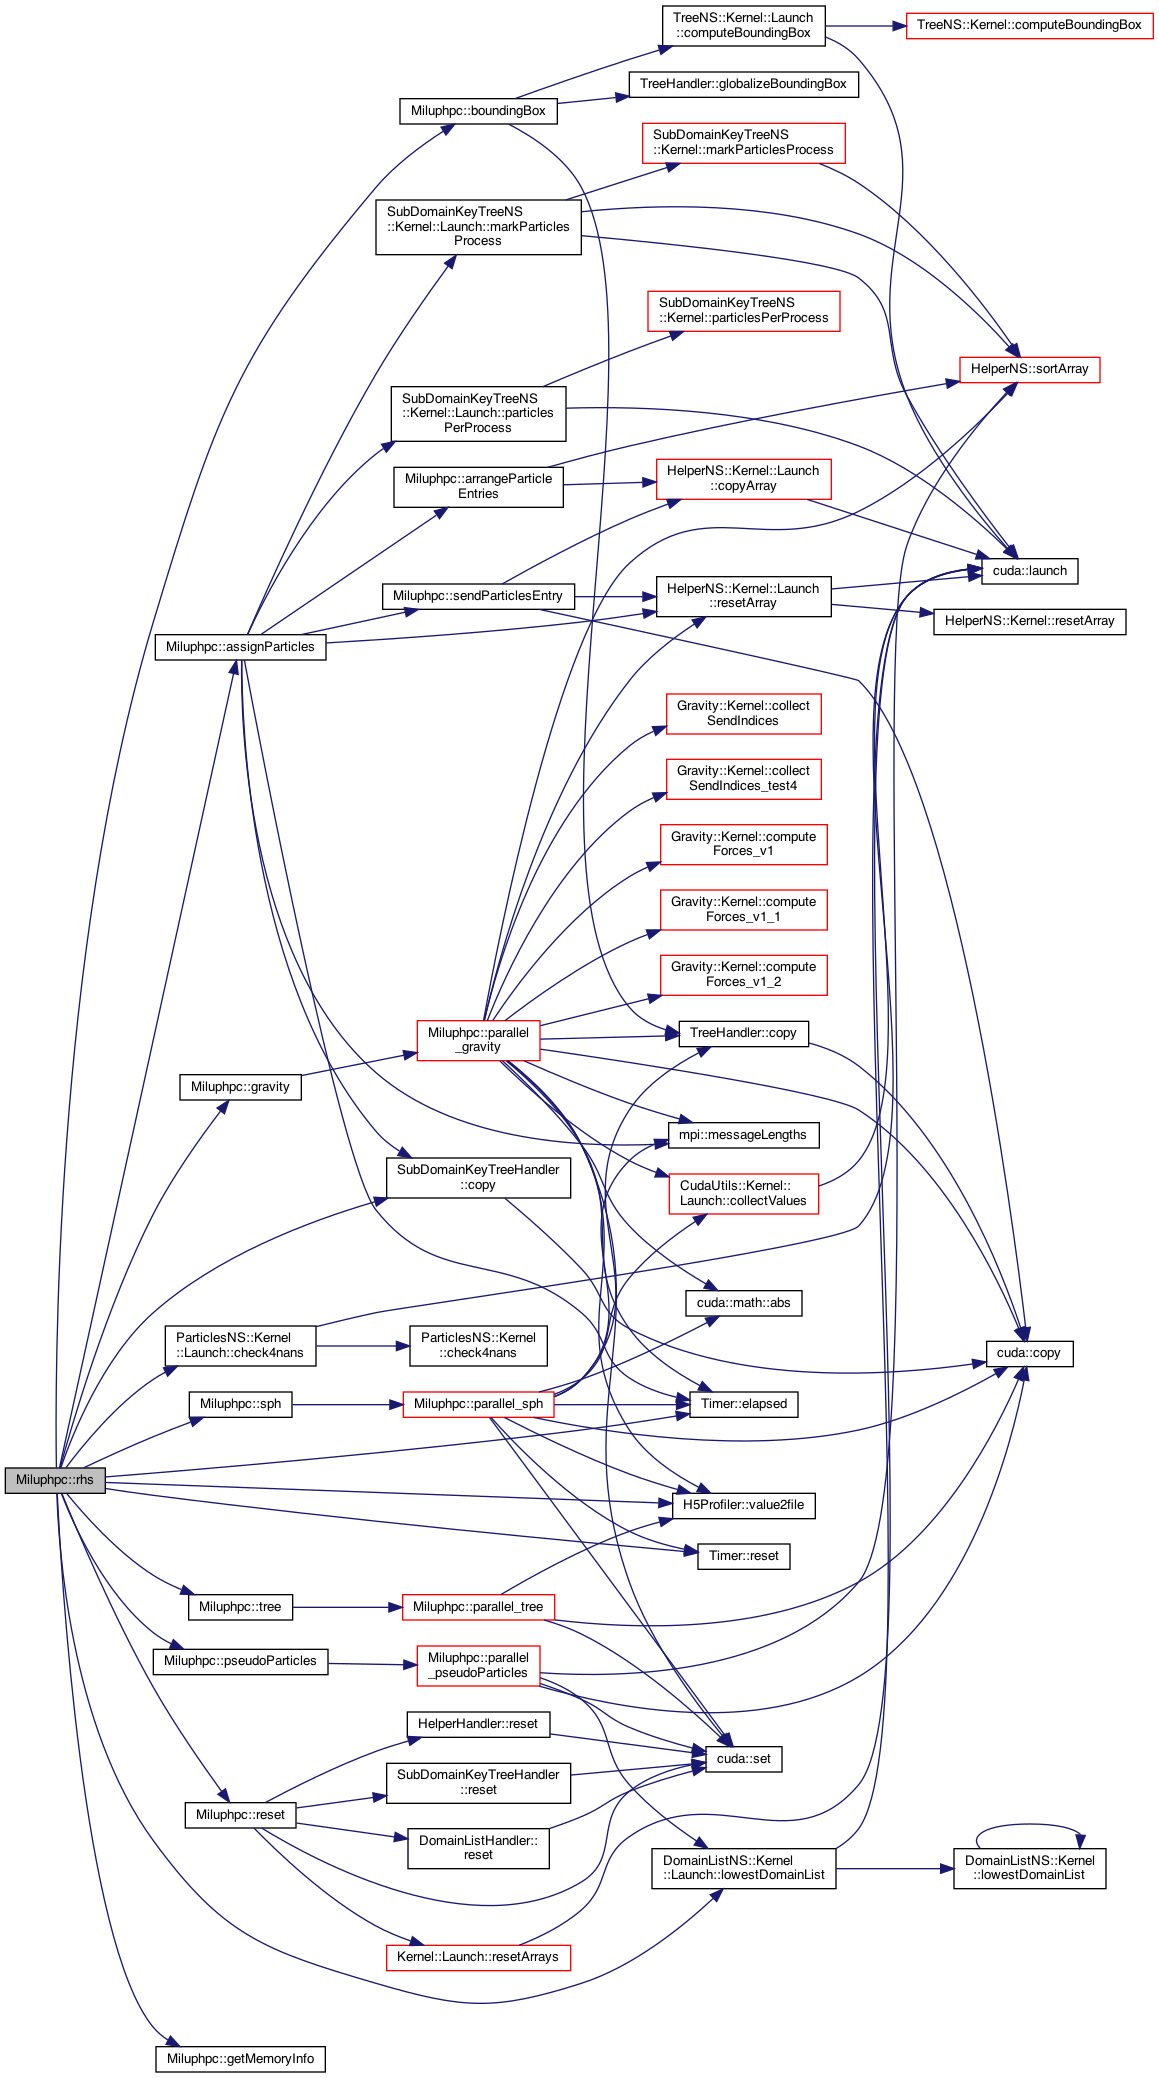 TreeNS::Kernel::Launch
::computeBoundingBox
TreeNS::Kernel::computeBoundingBox
TreeHandler::globalizeBoundingBox
Miluphpc::boundingBox
SubDomainKeyTreeNS
::Kernel::markParticlesProcess
SubDomainKeyTreeNS
::Kernel::Launch::markParticles
Process
SubDomainKeyTreeNS
::Kernel::particlesPerProcess
HelperNS::sortArray
SubDomainKeyTreeNS
::Kernel::Launch::particles
PerProcess
Miluphpc::arrangeParticle
Entries
HelperNS::Kernel::Launch
::copyArray
cuda::launch
Miluphpc::sendParticlesEntry
HelperNS::Kernel::Launch
::resetArray
HelperNS::Kernel::resetArray
Miluphpc::assignParticles
Gravity::Kernel::collect
SendIndices
Gravity::Kernel::collect
SendIndices_test4
Gravity::Kernel::compute
Forces_v1
Gravity::Kernel::compute
Forces_v1_1
Gravity::Kernel::compute
Forces_v1_2
Miluphpc::parallel
_gravity
TreeHandler::copy
Miluphpc::gravity
mpi::messageLengths
SubDomainKeyTreeHandler
::copy
CudaUtils::Kernel::
Launch::collectValues
cuda::math::abs
ParticlesNS::Kernel
::Launch::check4nans
ParticlesNS::Kernel
::check4nans
cuda::copy
Miluphpc::sph
Miluphpc::parallel_sph
Timer::elapsed
Miluphpc::rhs
H5Profiler::value2file
Timer::reset
Miluphpc::tree
Miluphpc::parallel_tree
Miluphpc::pseudoParticles
Miluphpc::parallel
_pseudoParticles
HelperHandler::reset
cuda::set
SubDomainKeyTreeHandler
::reset
Miluphpc::reset
DomainListHandler::
reset
DomainListNS::Kernel
::Launch::lowestDomainList
DomainListNS::Kernel
::lowestDomainList
Kernel::Launch::resetArrays
Miluphpc::getMemoryInfo